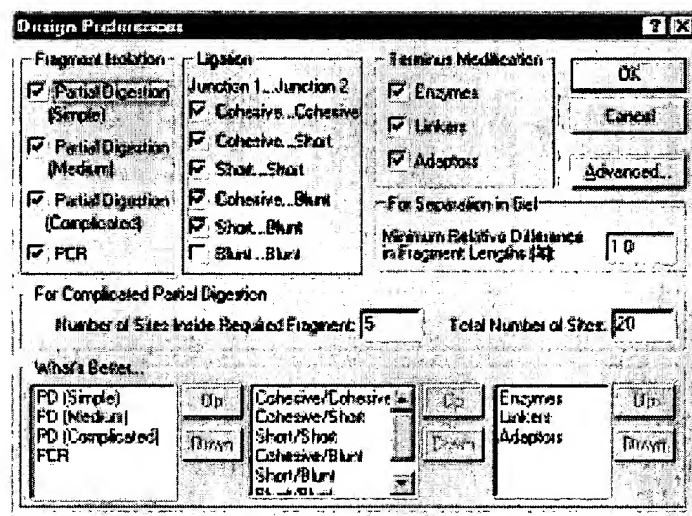 Design Preferences
? X
Fragment Isolation
Partial Digestion
(Simple)
Partial Digestion
(Medium)
Partial Digestion
(Complicated)
PCR
Ligation
Junction 1...Junction 2
Cohesive...Cohesive
Cohesive...Short
Short...Short
Cohesive...Blunt
Short...Blunt
Blunt...Blunt
Terminus Modification
Enzymes
Linkers
Adaptors
OK
Cancel
Advanced...
For Separation in Gel
Minimum Relative Difference
in Fragment Lengths (%):
10
For Complicated Partial Digestion
Number of Sites Inside Required Fragment: 5
Total Number of Sites: 20
What's Better...
PD (Simple)
PD (Medium)
PD (Complicated)
PCR
Up
Down
Cohesive/Cohesive
Cohesive/Short
Short/Short
Cohesive/Blunt
Short/Blunt
Blunt/Blunt
Up
Down
Enzymes
Linkers
Adaptors
Up
Down